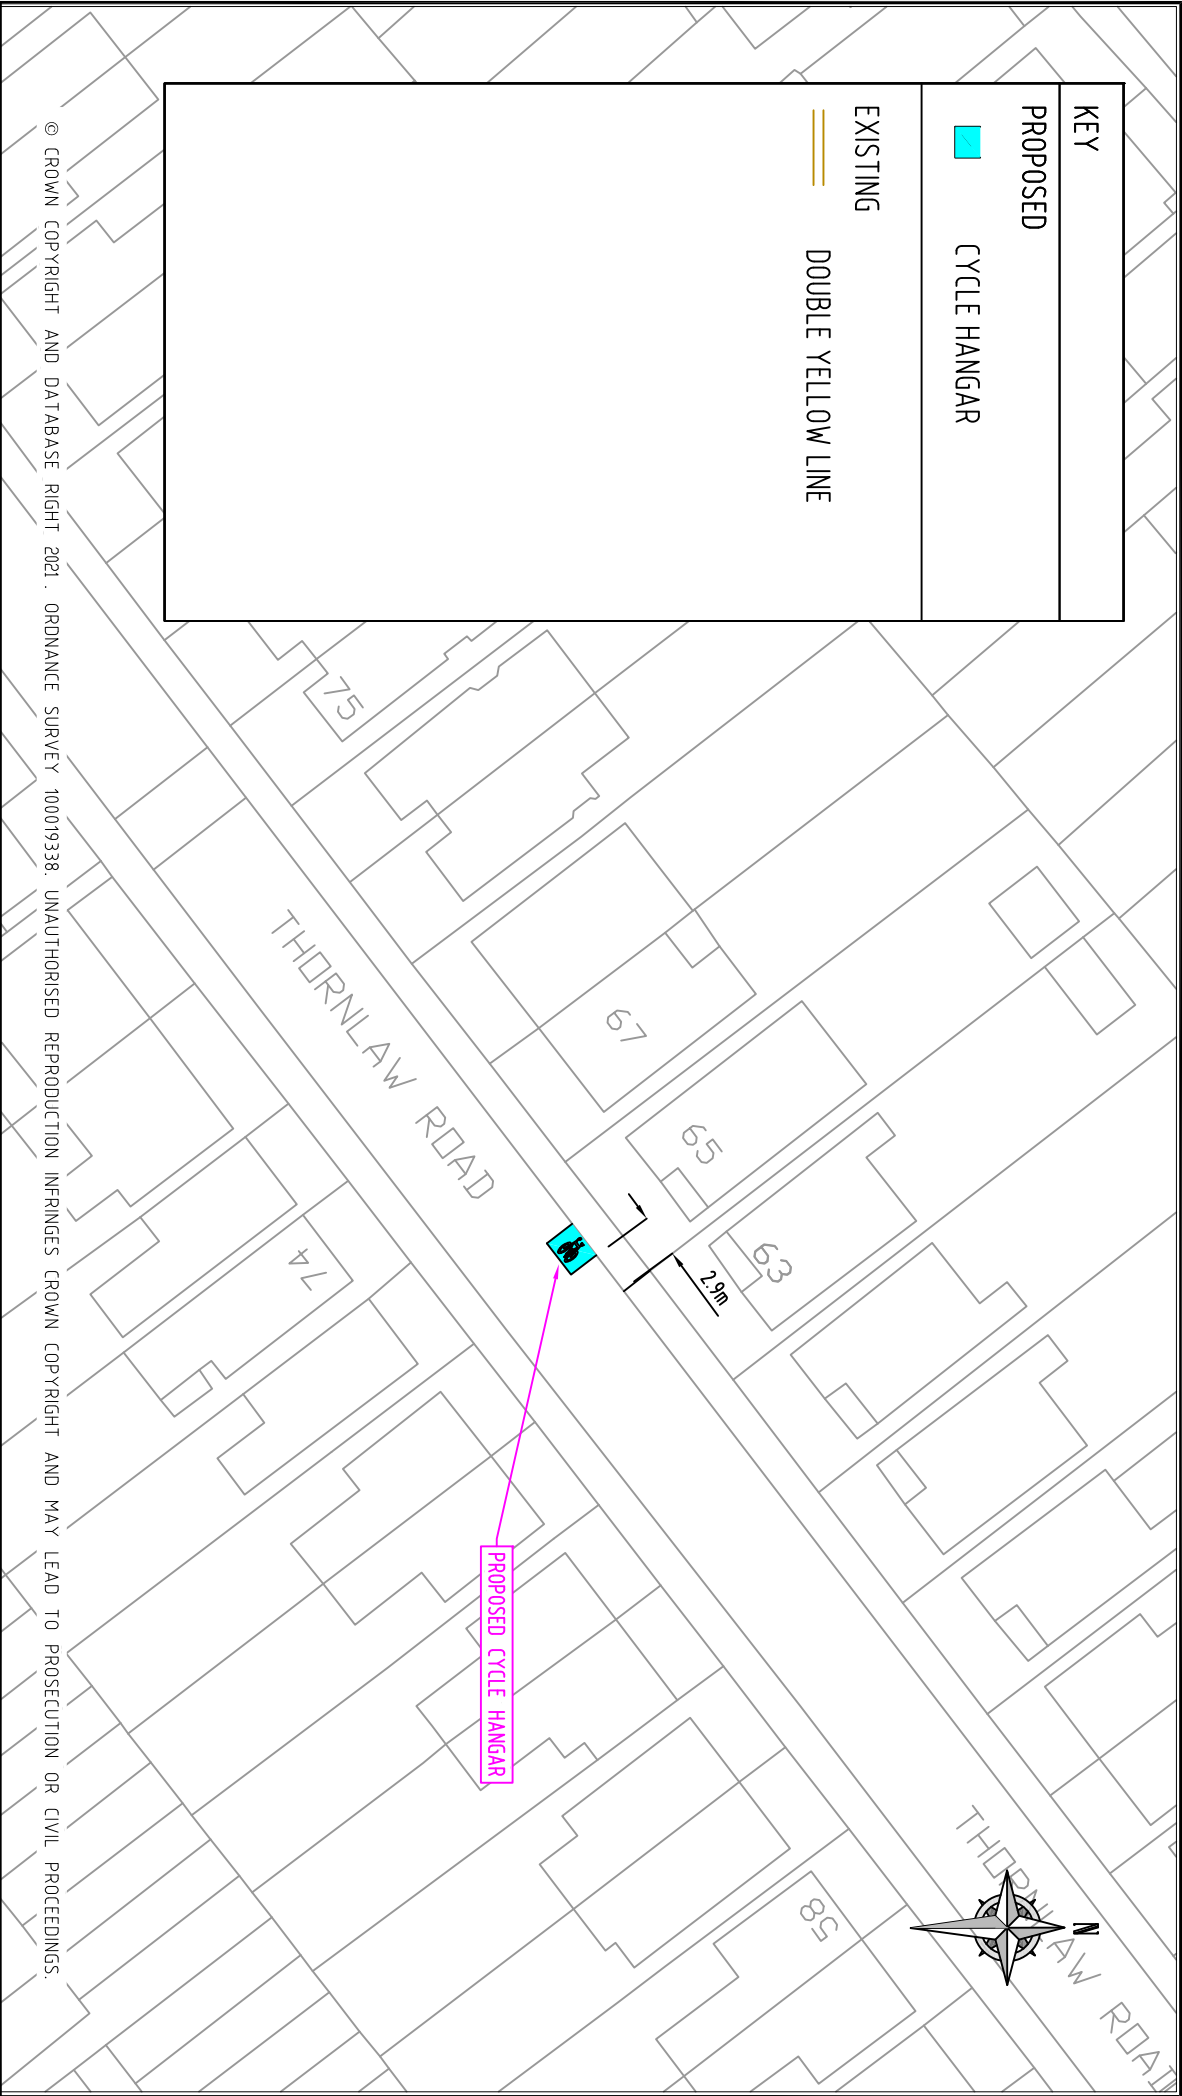 KEY
PROPOSED
CYCLE HANGAR
EXISTING
DOUBLE YELLOW LINE
N
THORNLAW ROAD
63
2.9m
65
67
75
THORNLAW ROAD
58
74
PROPOSED CYCLE HANGAR
© CROWN COPYRIGHT AND DATABASE RIGHT 2021. ORDNANCE SURVEY 100019338. UNAUTHORISED REPRODUCTION INFRINGES CROWN COPYRIGHT AND MAY LEAD TO PROSECUTION OR CIVIL PROCEEDINGS.